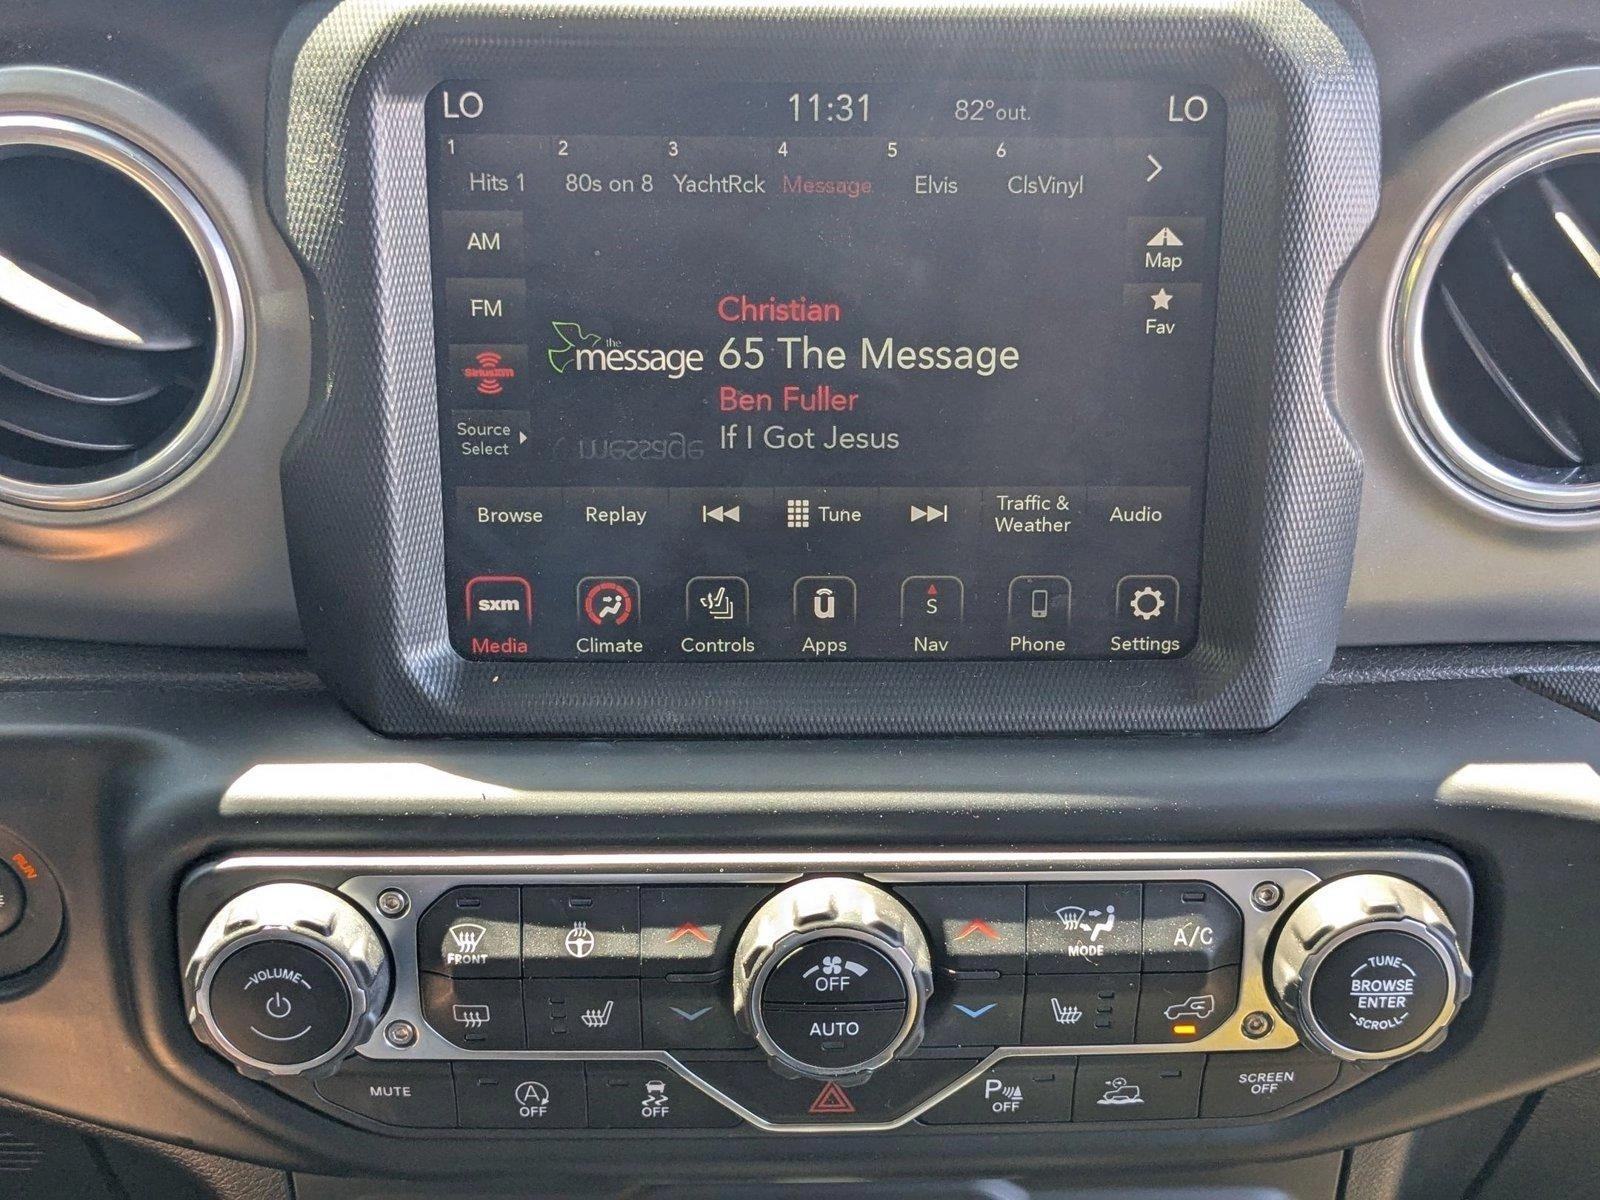 LO
11:31
82°out.
LO
1
2
3
4
5
6
Hits 1
80s on 8
YachtRck
Message
Elvis
ClsVinyl
AM
FM
SiriusXM
Source
Select
Map
Fav
the
message
Christian
65 The Message
Ben Fuller
If I Got Jesus
message
Browse
Replay
Tune
Traffic &
Weather
Audio
sxm
Media
Climate
Controls
Apps
S
Nav
Phone
Settings
RUN
VOLUME
FRONT
OFF
AUTO
MODE
A/C
TUNE
BROWSE
ENTER
SCROLL
MUTE
A
OFF
OFF
P
OFF
SCREEN
OFF